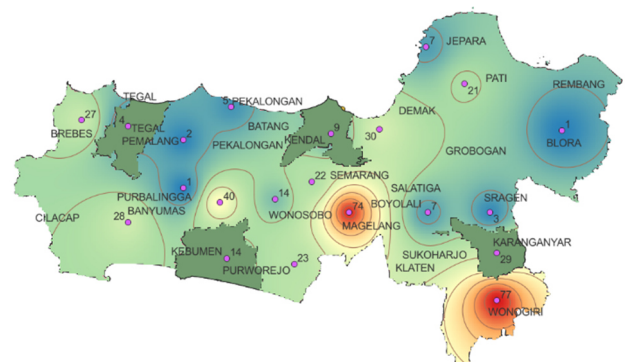 7 JEPARA
PATI
21
REMBANG
TEGAL
5 PEKALONGAN
27
BREBES
4
TEGAL
PEMALANG
2
BATANG
PEKALONGAN
KENDAL
9
DEMAK
30
1
BLORA
GROBOGAN
22 SEMARANG
1
PURBALINGGA
BANYUMAS
CILACAP
28
40
14
WONOSOBO
74
MAGELANG
SALATIGA
BOYOLALI
7
SRAGEN
3
KEBUMEN
14
PURWOREJO
23
SUKOHARJO
KLATEN
KARANGANYAR
29
77
WONOGIRI